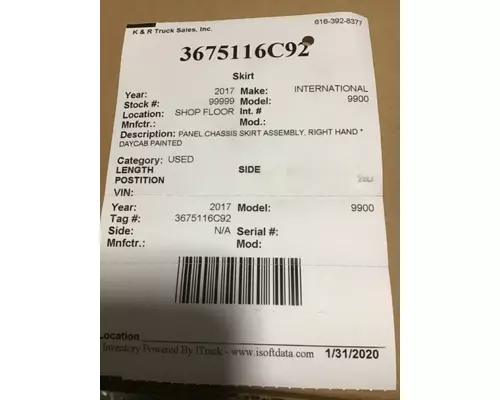 K & R Truck Sales, Inc. 616-392-8377
3675116C92
Skirt
Year: 2017 Make: INTERNATIONAL
Stock #: 99999 Model: 9900
Location: SHOP FLOOR Int. #
Mnfctr.: Mod.:
Description: PANEL,CHASSIS SKIRT ASSEMBLY, RIGHT HAND *
DAYCAB PAINTED
Category: USED
LENGTH SIDE
POSTITION
VIN:
Year: 2017 Model: 9900
Tag #: 3675116C92
Side: N/A Serial #:
Mnfctr.: Mod:
Location
Inventory Powered By ITrack - www.isoftdata.com 1/31/2020